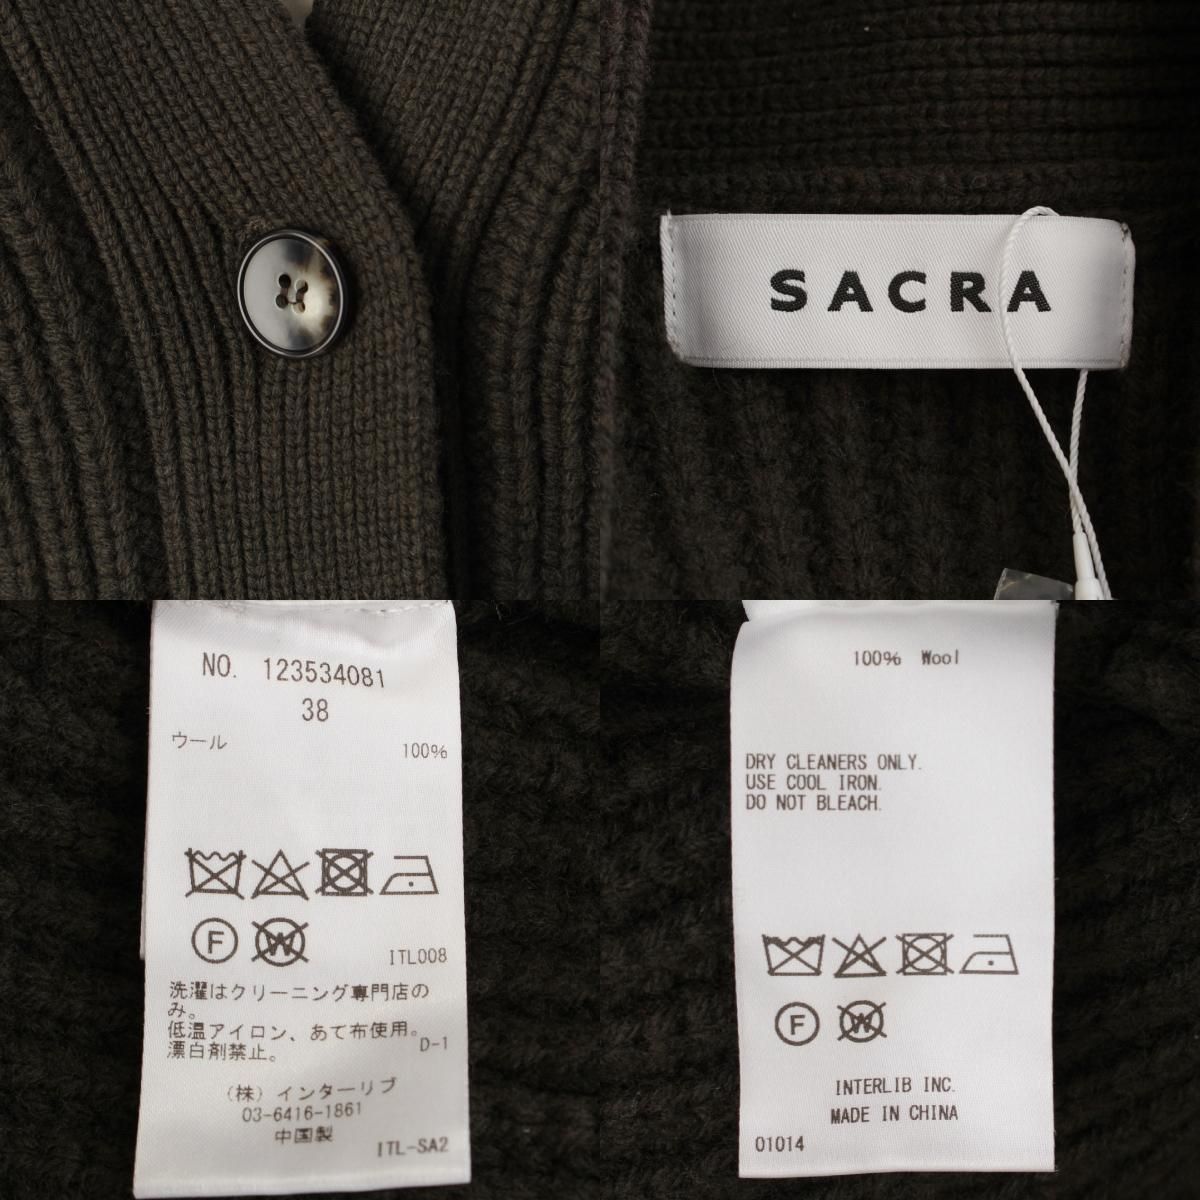 SACRA
NO. 123534081
38
ウール 100%
F W
ITL008
洗濯はクリーニング専門店の
み。
低温アイロン、あて布使用。
漂白剤禁止。 D-1
(株) インターリブ
03-6416-1861
中国製
ITL-SA2
100% Wool
DRY CLEANERS ONLY.
USE COOL IRON.
DO NOT BLEACH.
F W
INTERLIB INC.
MADE IN CHINA
01014